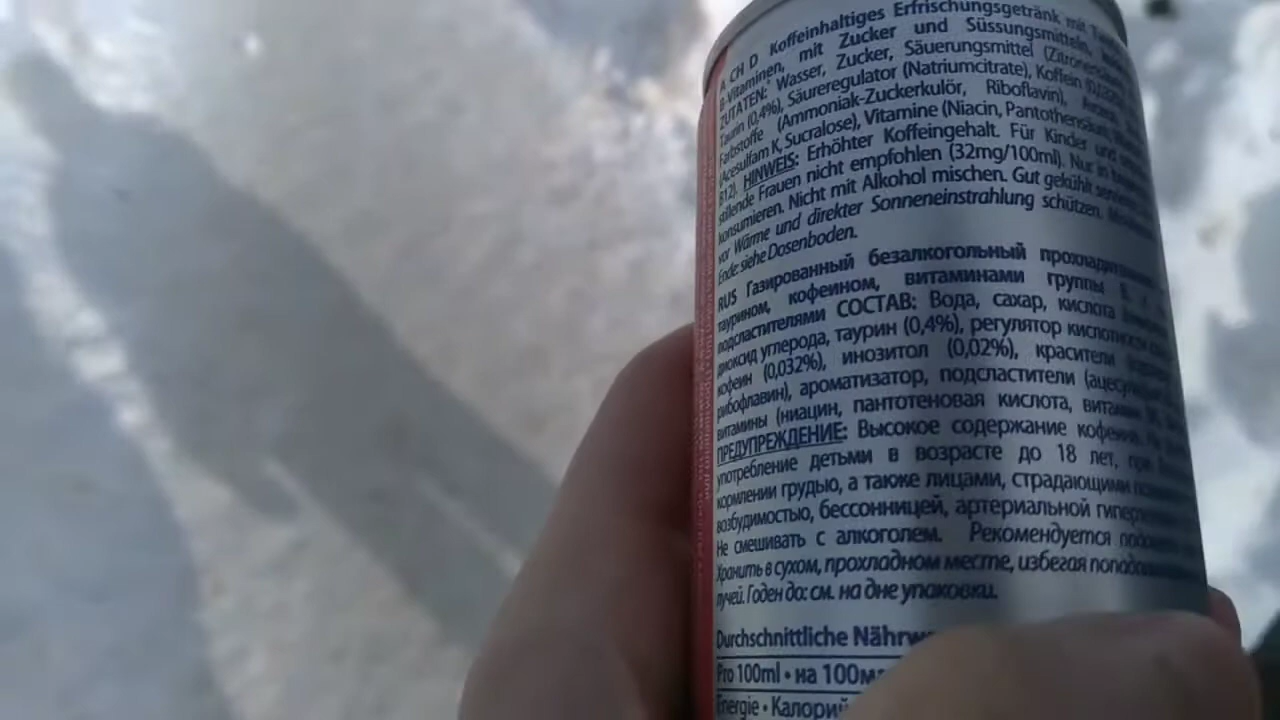 A CH D Koffeinhaltiges Erfrischungsgetränk mit
B-Vitaminen, mit Zucker und Süssungsmitteln,
ZUTATEN: Wasser, Zucker, Säuerungsmittel
Taurin (0,4%), Säureregulator (Natriumcitrate), Koffein
Farbstoffe (Ammoniak-Zuckerkulör, Riboflavin),
(Acesulfam K, Sucralose), Vitamine (Niacin, Pantothensäure,
B12). HINWEIS: Erhöhter Koffeingehalt. Für Kinder und
stillende Frauen nicht empfohlen (32mg/100ml). Nur in
konsumieren. Nicht mit Alkohol mischen. Gut gekühlt servieren.
vor Wärme und direkter Sonneneinstrahlung schützen.
Ende: siehe Dosenboden.
RUS Газированный безалкогольный
таурином, кофеином, витаминами группы B,
подсластителями СОСТАВ: Вода, сахар, кислота
диоксид углерода, таурин (0,4%), регулятор кислотности
кофеин (0,032%), инозитол (0,02%), красители
рибофлавин), ароматизатор, подсластители
витамины (ниацин, пантотеновая кислота,
ПРЕДУПРЕЖДЕНИЕ: Высокое содержание кофеина.
употребление детьми в возрасте до 18 лет, при
кормлении грудью, а также лицами, страдающими
возбудимостью, бессонницей, артериальной
Не смешивать с алкоголем. Рекомендуется
Хранить в сухом, прохладном месте, избегая
лучей. Годен до: см. на дне упаковки.
Durchschnittliche
Pro 100ml • на 100мл
Energie • Калорий